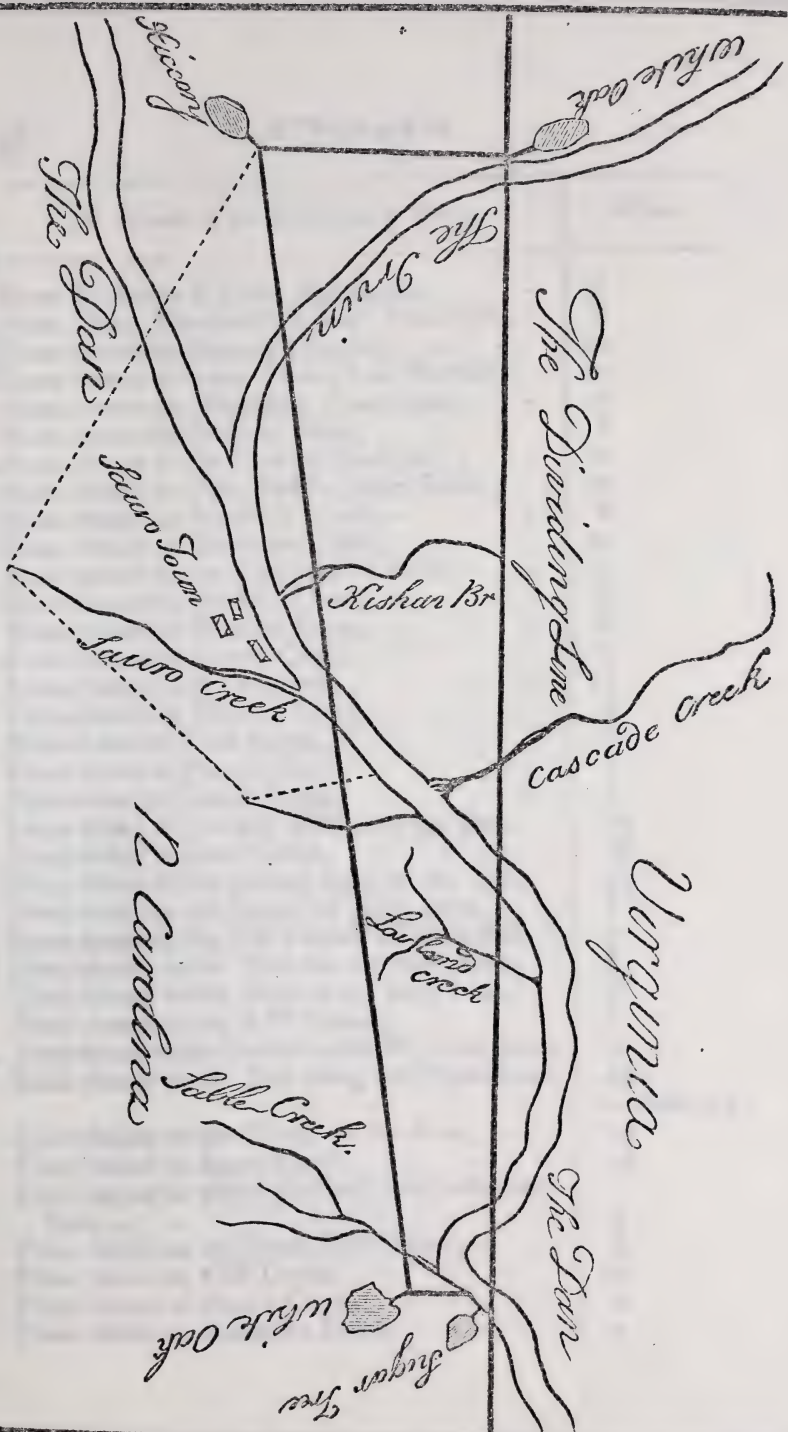 Hiccory
White Oak
The Irvin
The Dan
The Dividing Line
Sauro Town
Kishan Br
Sauro Creek
Cascade Creek
Virginia
N Carolina
Lowland
creek
Sable Creek.
The Dan
White Oak
Sugar Tree